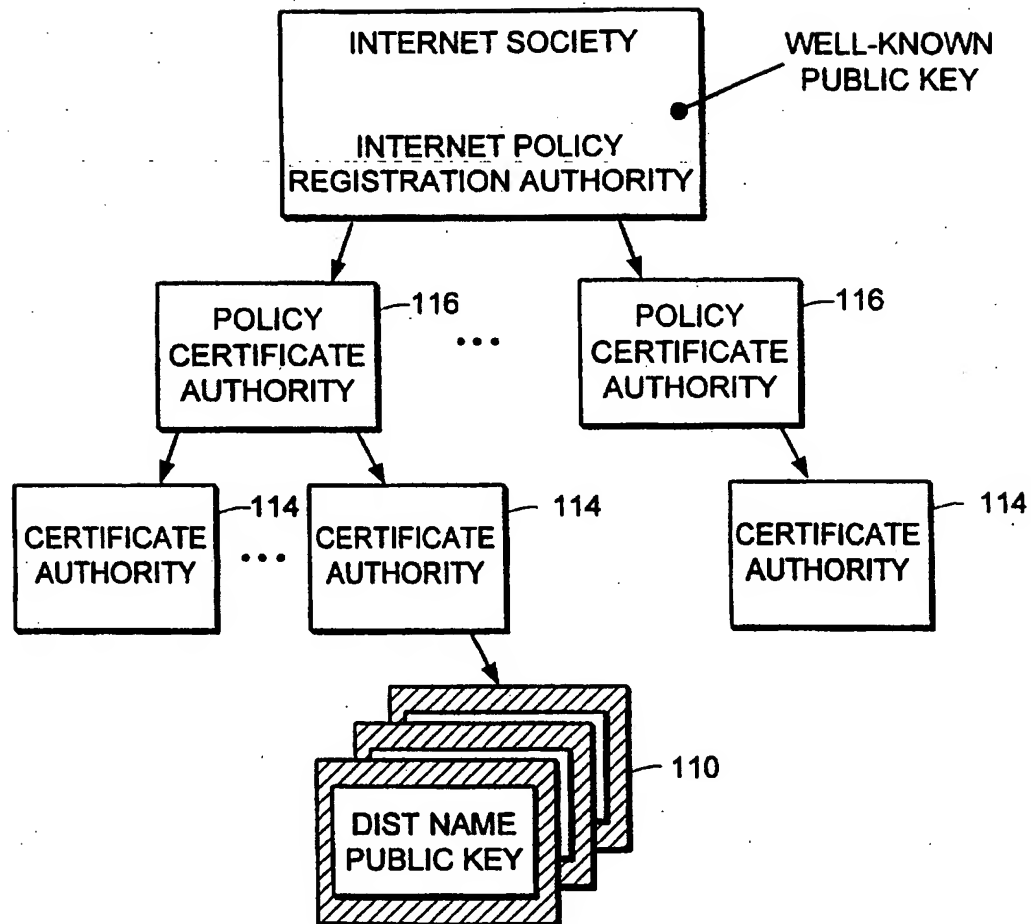 INTERNET SOCIETY
WELL-KNOWN
PUBLIC KEY
INTERNET POLICY
REGISTRATION AUTHORITY
POLICY
CERTIFICATE
AUTHORITY
116
...
POLICY
CERTIFICATE
AUTHORITY
116
CERTIFICATE
AUTHORITY
114
...
CERTIFICATE
AUTHORITY
114
CERTIFICATE
AUTHORITY
114
DIST NAME
PUBLIC KEY
110